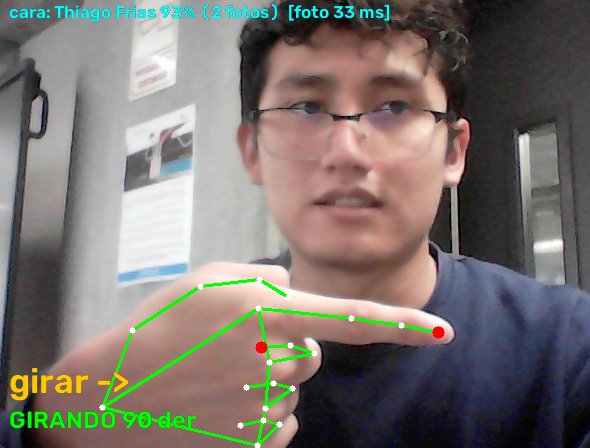 cara: Thiago Frias 93% (2 fotos) [foto 33 ms]
girar ->
GIRANDO 90 der